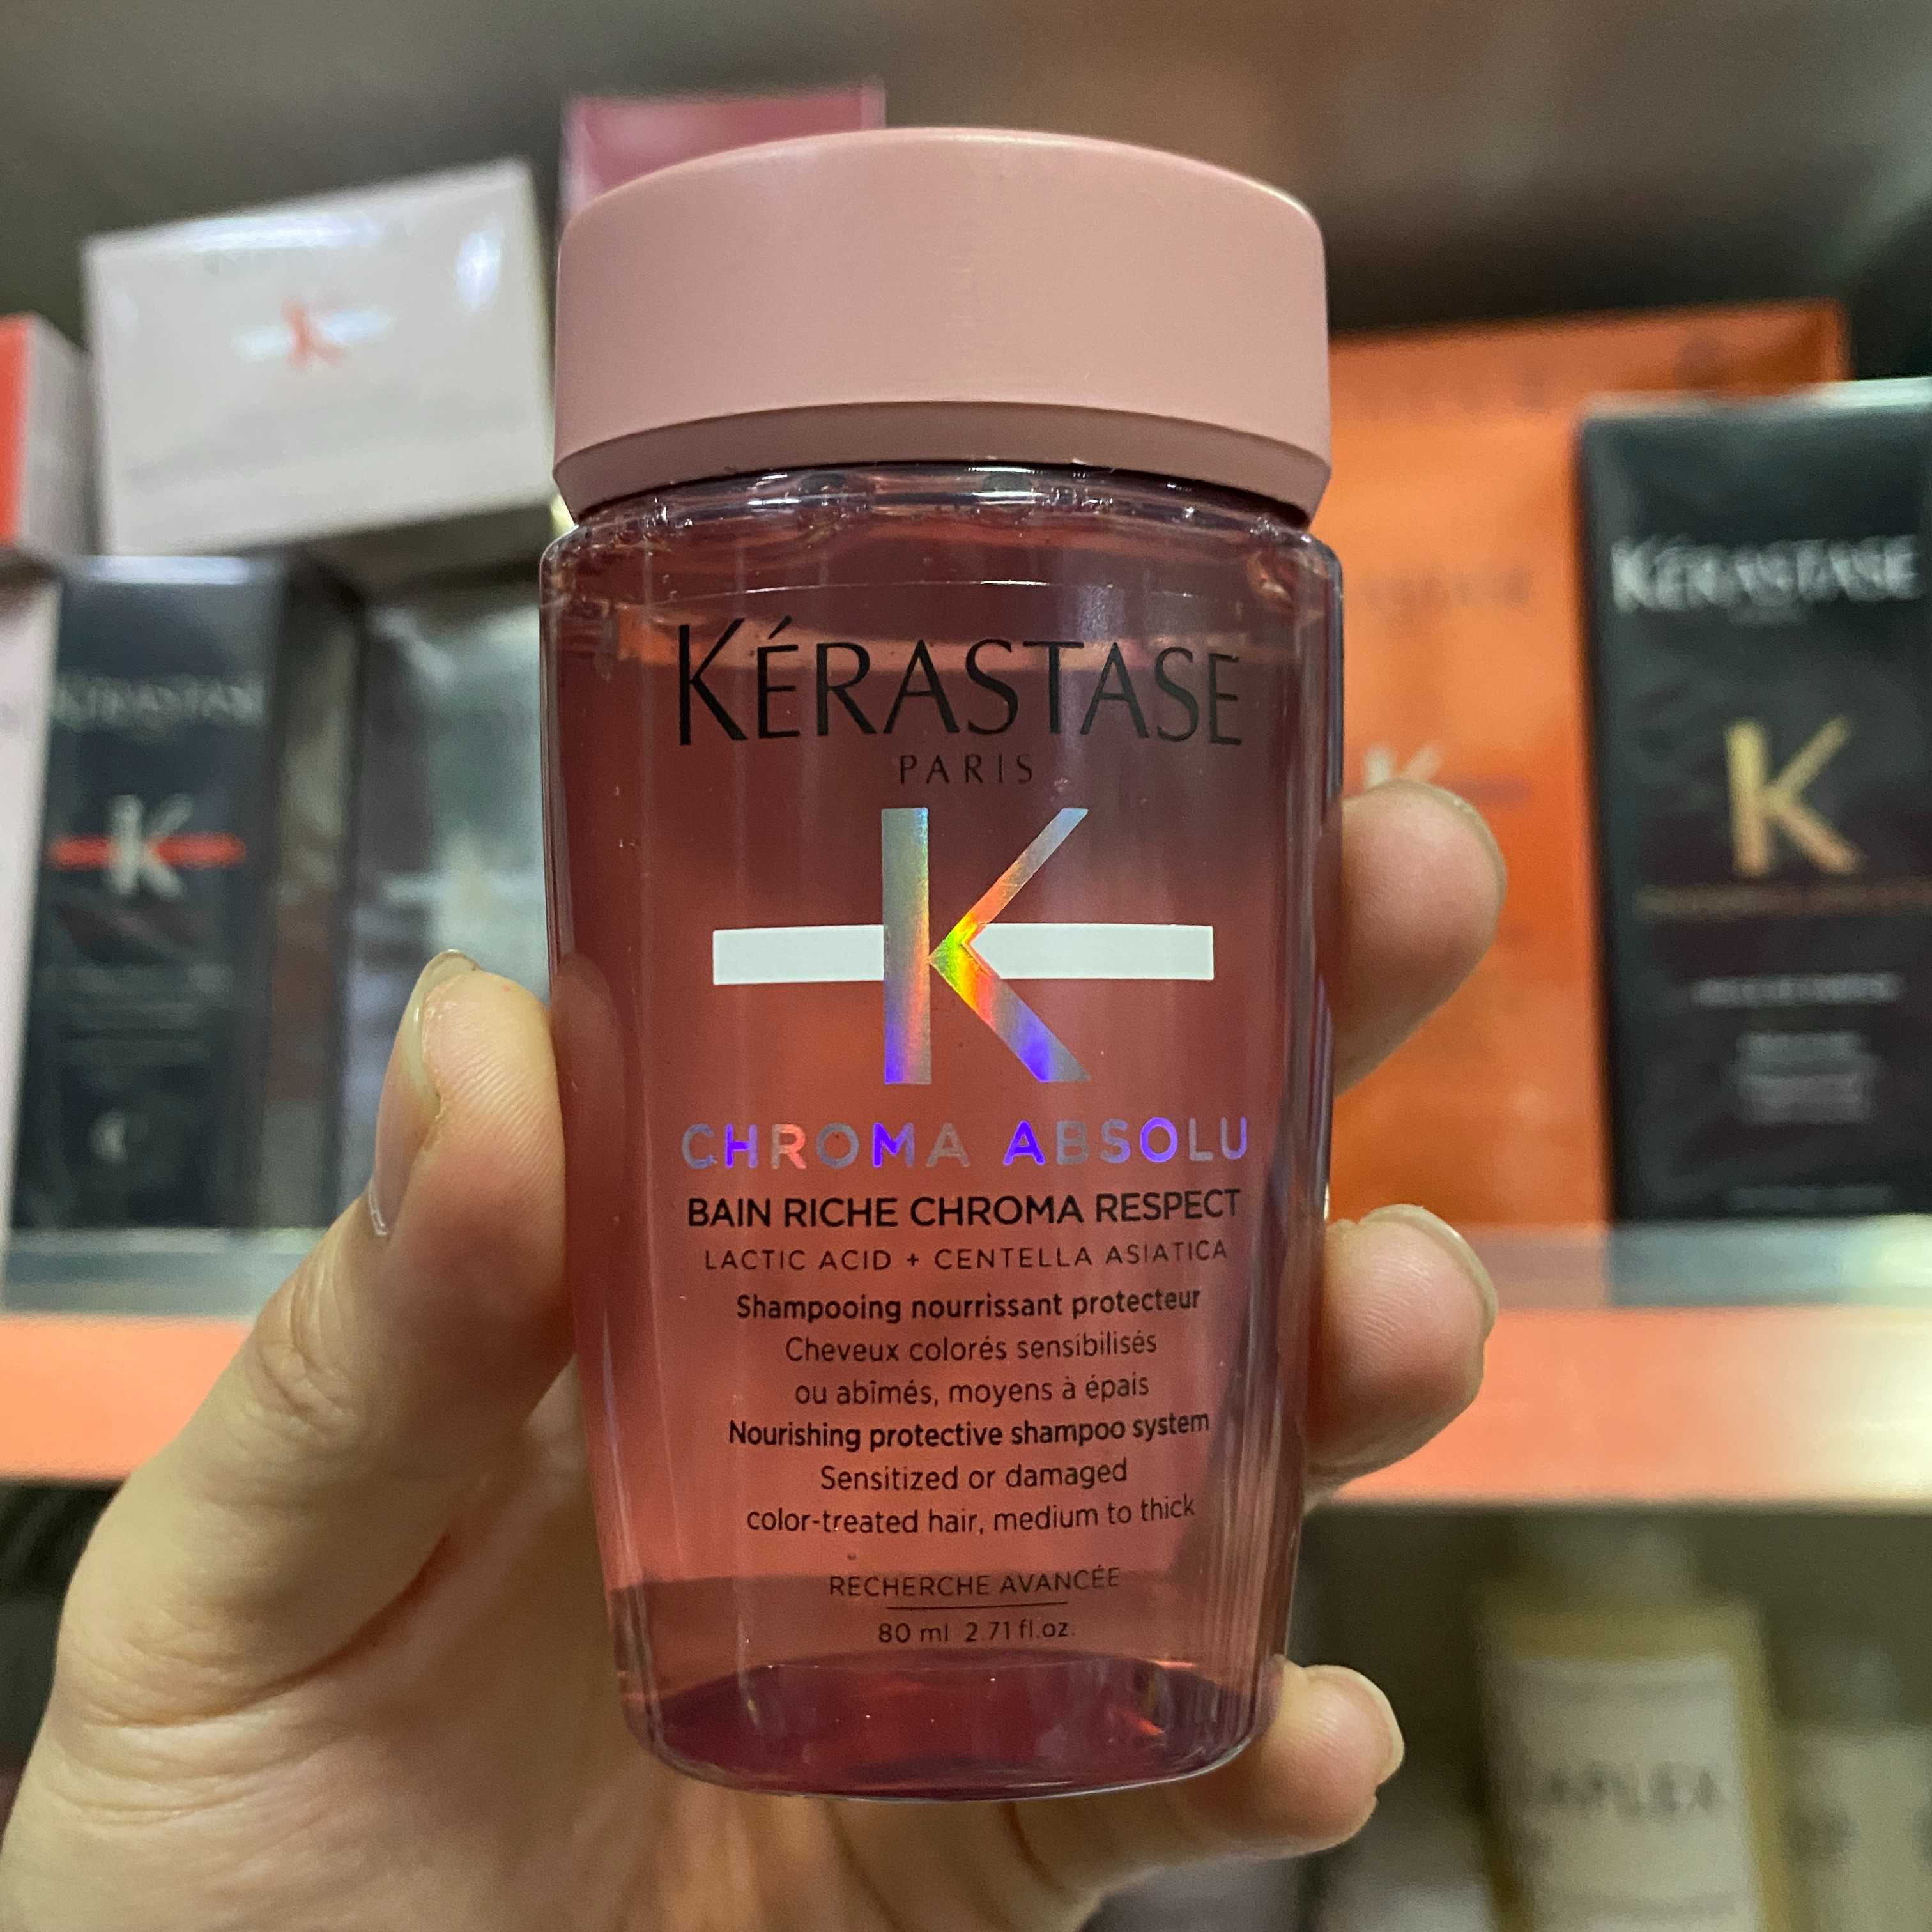 KÉRASTASE
PARIS
K
CHROMA ABSOLU
BAIN RICHE CHROMA RESPECT
LACTIC ACID + CENTELLA ASIATICA
Shampooing nourrissant protecteur
Cheveux colorés sensibilisés
ou abîmés, moyens à épais
Nourishing protective shampoo system
Sensitized or damaged
color-treated hair, medium to thick
RECHERCHE AVANCÉE
80 ml 2.71 fl.oz.
K
KÉRASTASE
K
K
KÉRASTASE
K